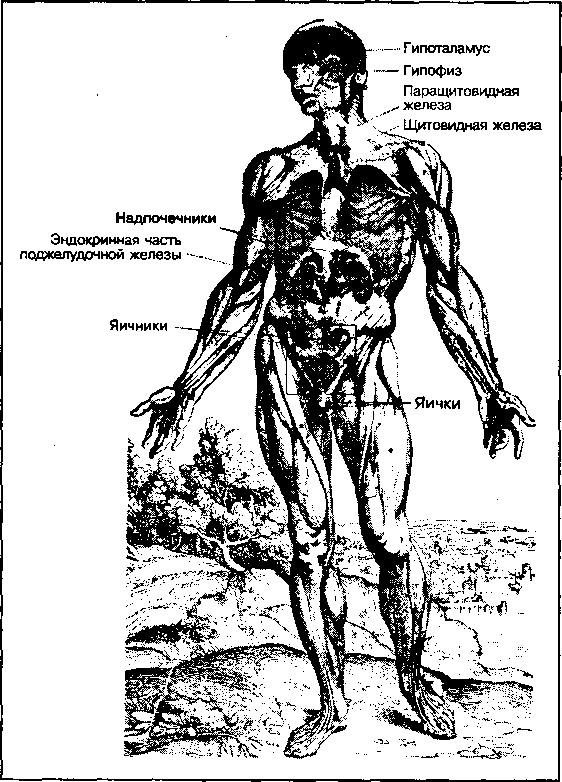 Гипоталамус
Гипофиз
Паращитовидная
железа
Щитовидная железа
Надпочечники
Эндокринная часть
поджелудочной железы
Яичники
Яички